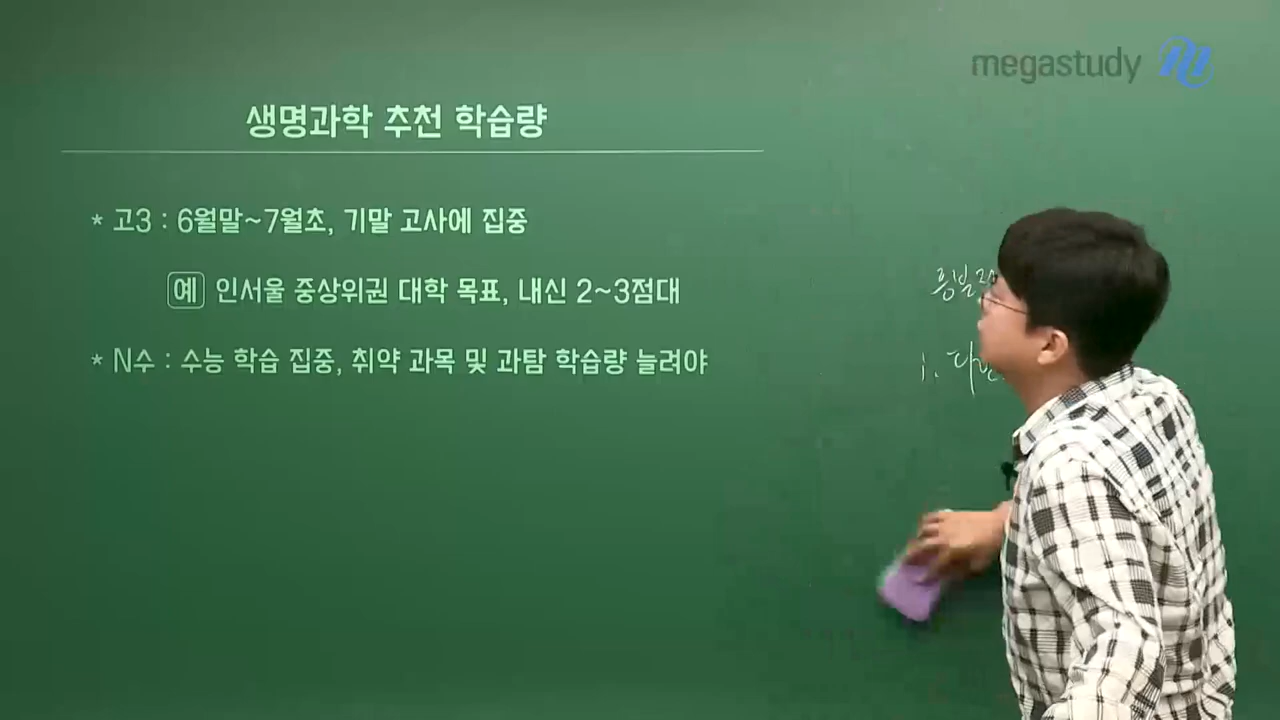 megastudy
생명과학 추천 학습량
* 고3 : 6월말~7월초, 기말 고사에 집중
예 인서울 중상위권 대학 목표, 내신 2~3점대
* N수 : 수능 학습 집중, 취약 과목 및 과탐 학습량 늘려야
1.